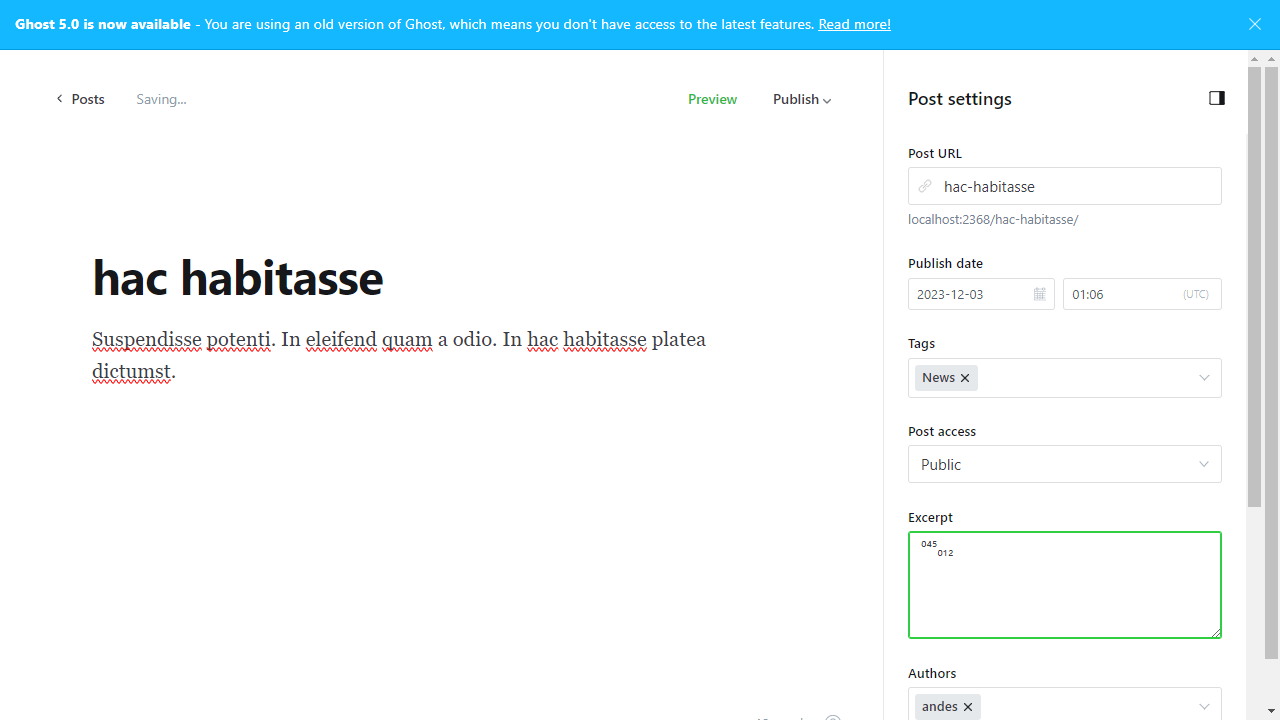 Ghost 5.0 is now available - You are using an old version of Ghost, which means you don't have access to the latest features. Read more!
Posts
Saving...
Preview
Publish
hac habitasse
Suspendisse potenti. In eleifend quam a odio. In hac habitasse platea
dictumst.
Post settings
Post URL
hac-habitasse
localhost:2368/hac-habitasse/
Publish date
2023-12-03
01:06
(UTC)
Tags
News
Post access
Public
Excerpt
⁰⁴⁵₀₁₂
Authors
andes